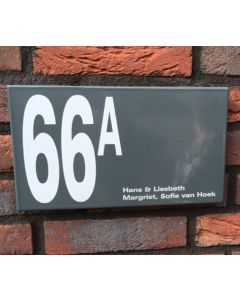 66A
Hans & Liesbeth
Margriet, Sofie van Hoek